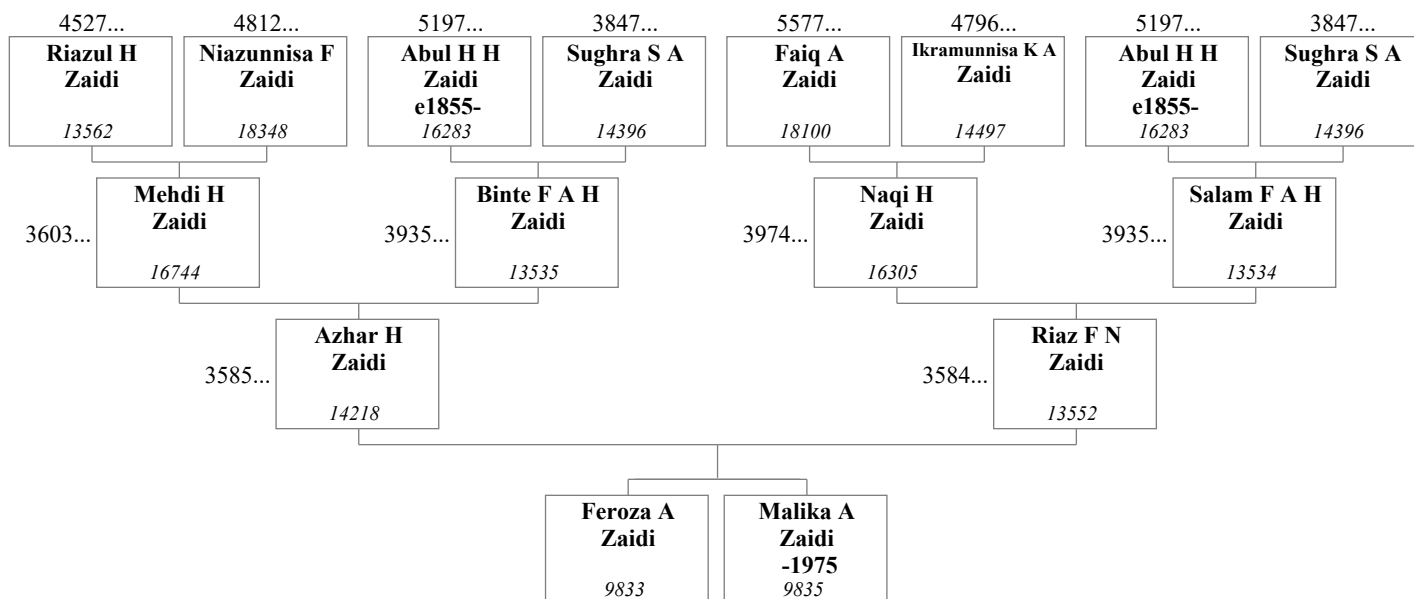 4527... 4812... 5197... 3847... 5577... 4796... 5197... 3847...
Riazul H Niazunnisa F Abul H H Sughra S A Faiq A Ikramunnisa K A Abul H H Sughra S A
Zaidi Zaidi Zaidi Zaidi Zaidi Zaidi Zaidi Zaidi
e1855- e1855-
13562 18348 16283 14396 18100 14497 16283 14396
Mehdi H Binte F A H Naqi H Salam F A H
Zaidi Zaidi Zaidi Zaidi
3603... 3935... 3974... 3935...
16744 13535 16305 13534
Azhar H Riaz F N
Zaidi Zaidi
3585... 3584...
14218 13552
Feroza A Malika A
Zaidi Zaidi
-1975
9833 9835